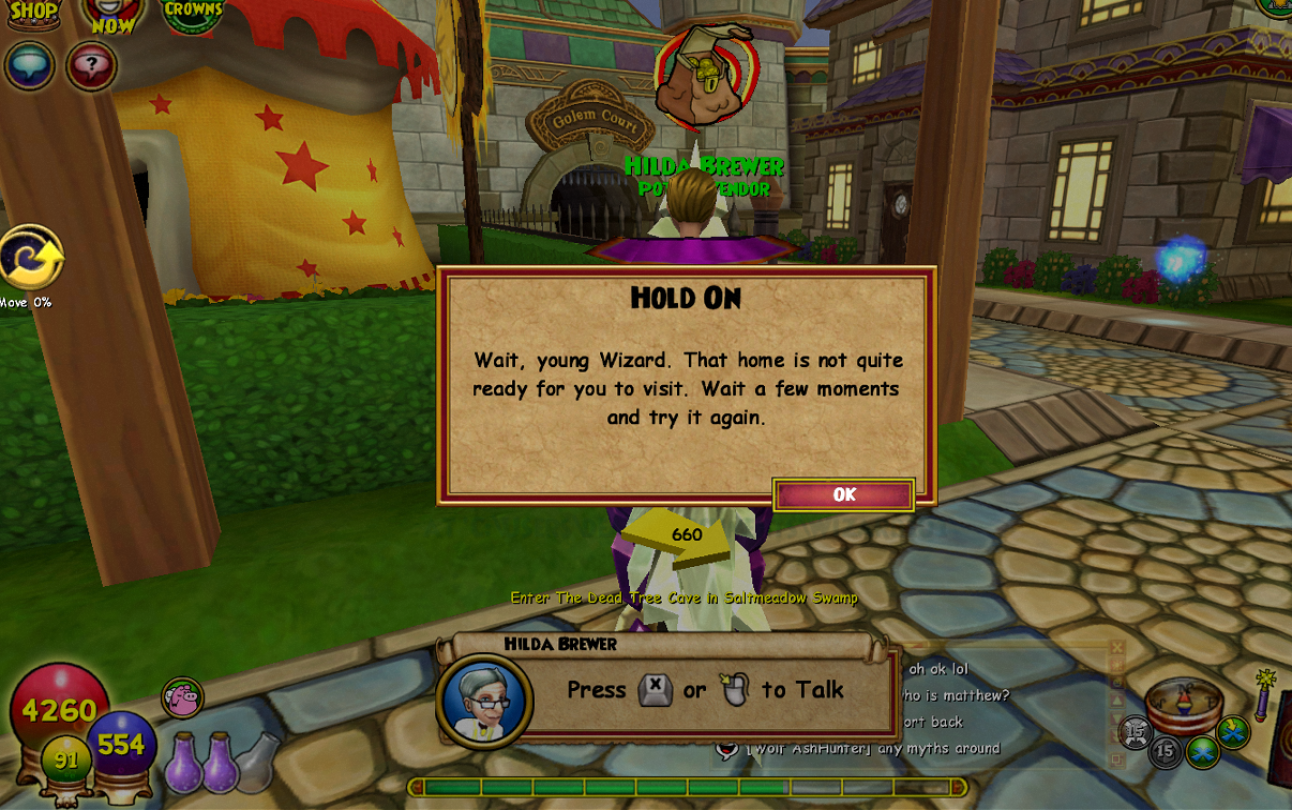 SHOP
NOW
CROWNS
?
Golem Court
HILDA BREWER
Move 0%
HOLD ON
Wait, young Wizard. That home is not quite
ready for you to visit. Wait a few moments
and try it again.
OK
660
Enter The Dead Tree Cave in Saltmeadow Swamp
HILDA BREWER
Press X or to Talk
oh ok lol
is matthew?
back
[Wolf AshHunter] any myths around
4260
554
91
15
15